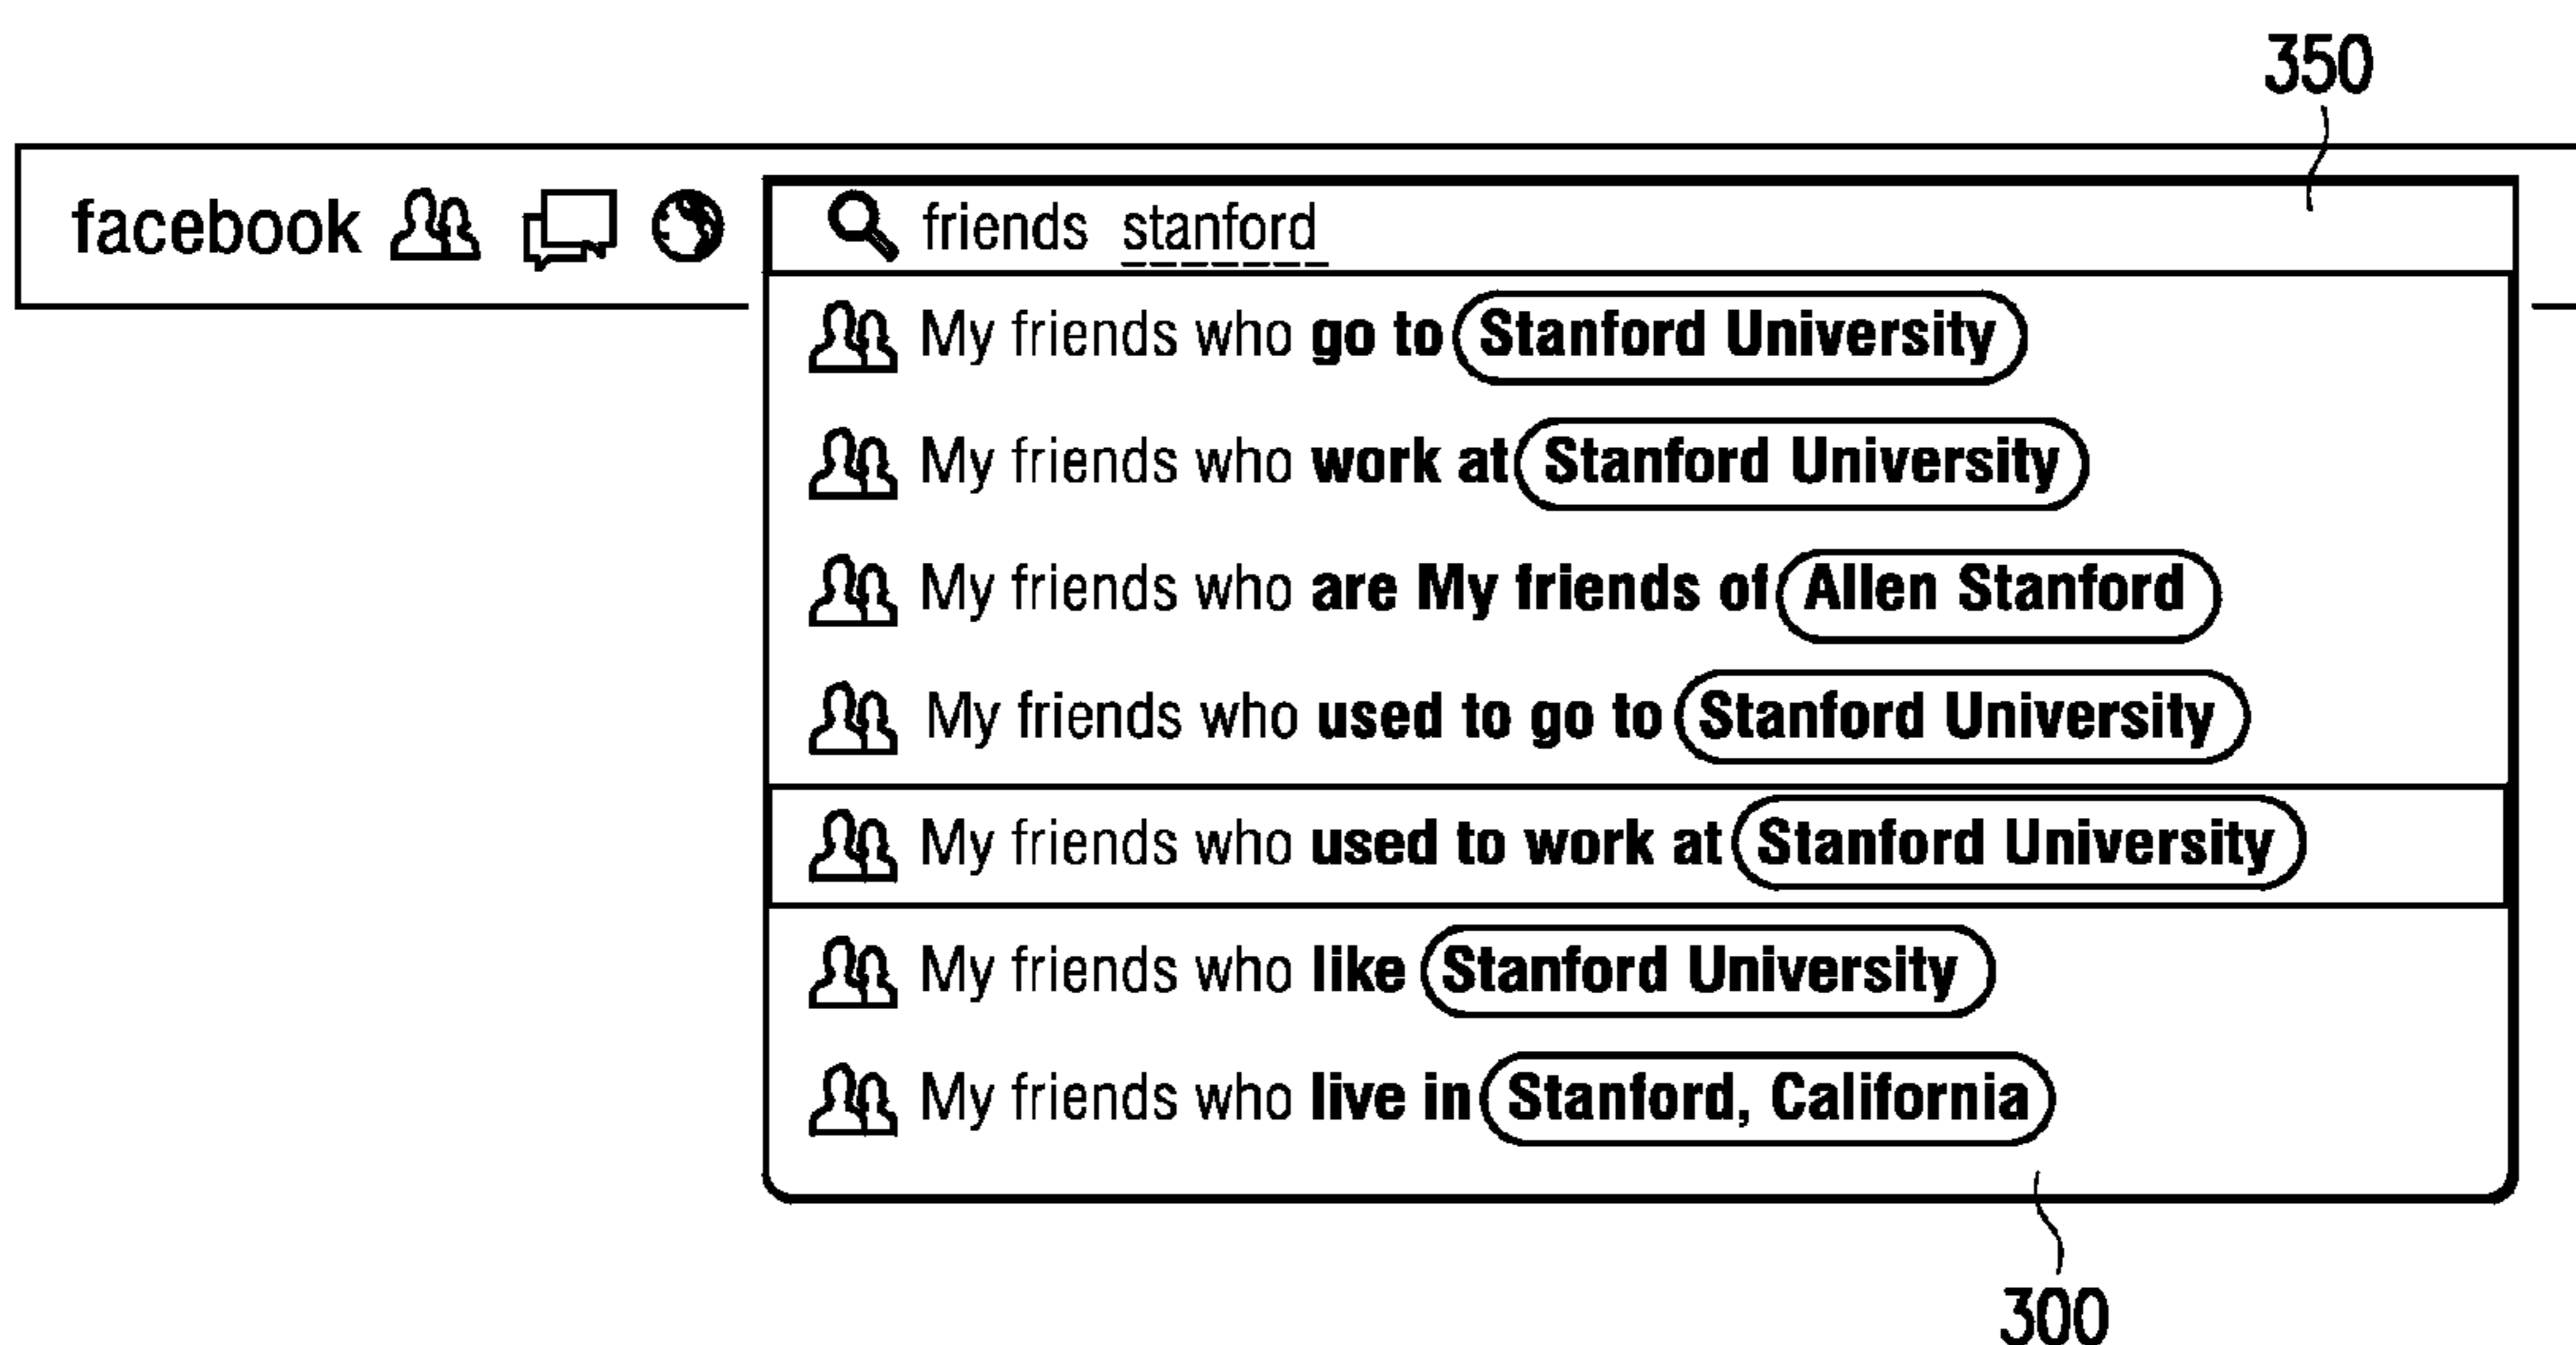 350
facebook
friends stanford
My friends who go to Stanford University
My friends who work at Stanford University
My friends who are My friends of Allen Stanford
My friends who used to go to Stanford University
My friends who used to work at Stanford University
My friends who like Stanford University
My friends who live in Stanford, California
300